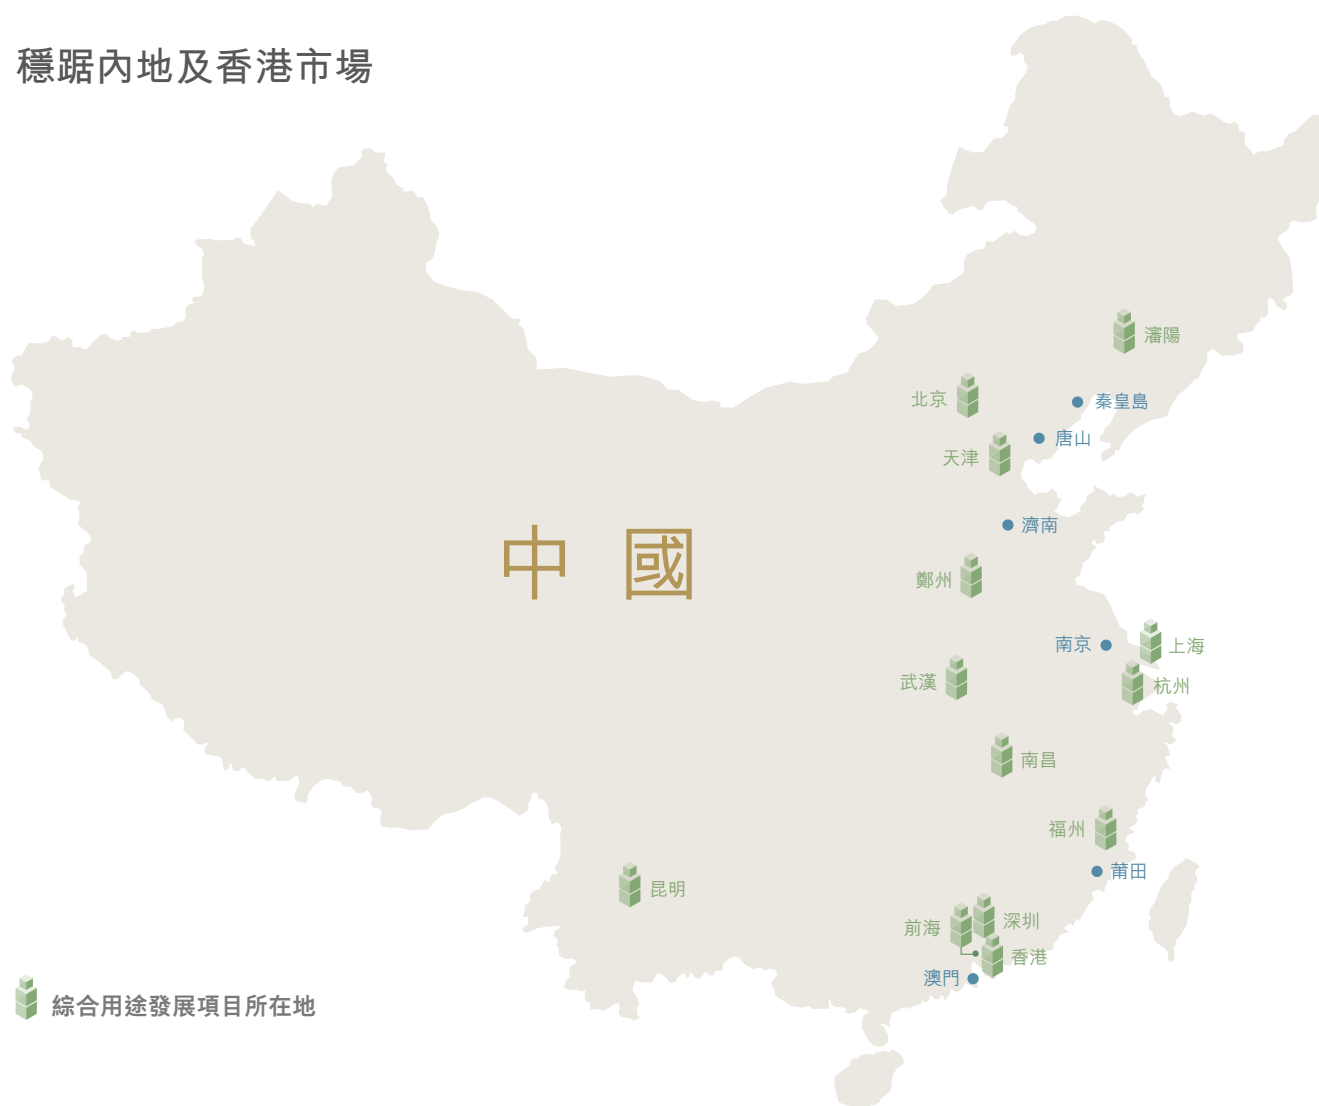 穩踞內地及香港市場
瀋陽
北京
秦皇島
唐山
天津
濟南
中國
鄭州
南京
上海
武漢
杭州
南昌
福州
莆田
昆明
前海
深圳
香港
澳門
綜合用途發展項目所在地